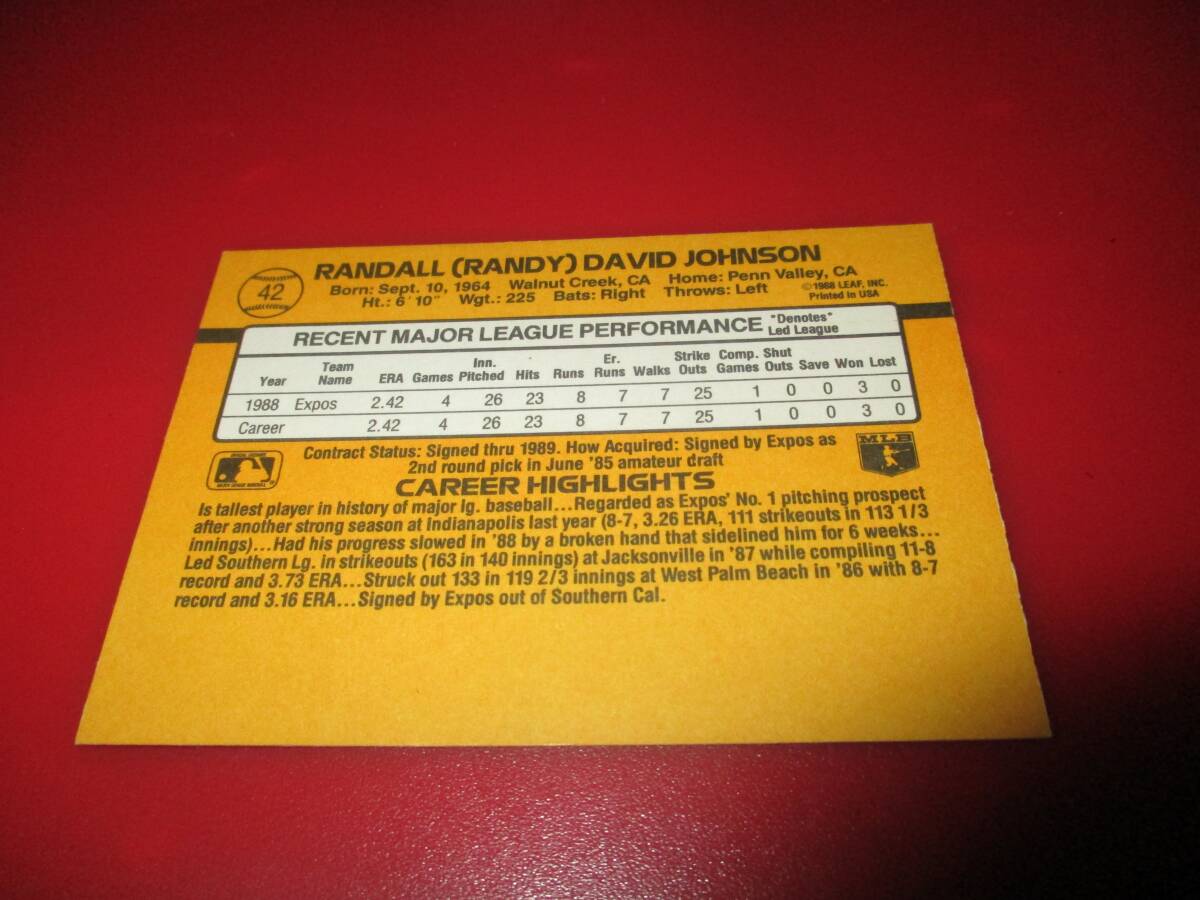 RANDALL (RANDY) DAVID JOHNSON
42
Born: Sept. 10, 1964 Walnut Creek, CA Home: Penn Valley, CA
Ht.: 6' 10" Wgt.: 225 Bats: Right Throws: Left
©1988 LEAF, INC.
Printed in USA
RECENT MAJOR LEAGUE PERFORMANCE
"Denotes"
Led League
Year Team Name ERA Games Inn. Pitched Hits Runs Er. Runs Walks Strike Outs Comp. Games Shut Outs Save Won Lost
1988 Expos 2.42 4 26 23 8 7 7 25 1 0 0 3 0
Career 2.42 4 26 23 8 7 7 25 1 0 0 3 0
Contract Status: Signed thru 1989. How Acquired: Signed by Expos as
2nd round pick in June '85 amateur draft
MLB
CAREER HIGHLIGHTS
Is tallest player in history of major lg. baseball...Regarded as Expos' No. 1 pitching prospect
after another strong season at Indianapolis last year (8-7, 3.26 ERA, 111 strikeouts in 113 1/3
innings)...Had his progress slowed in '88 by a broken hand that sidelined him for 6 weeks...
Led Southern Lg. in strikeouts (163 in 140 innings) at Jacksonville in '87 while compiling 11-8
record and 3.73 ERA...Struck out 133 in 119 2/3 innings at West Palm Beach in '86 with 8-7
record and 3.16 ERA...Signed by Expos out of Southern Cal.